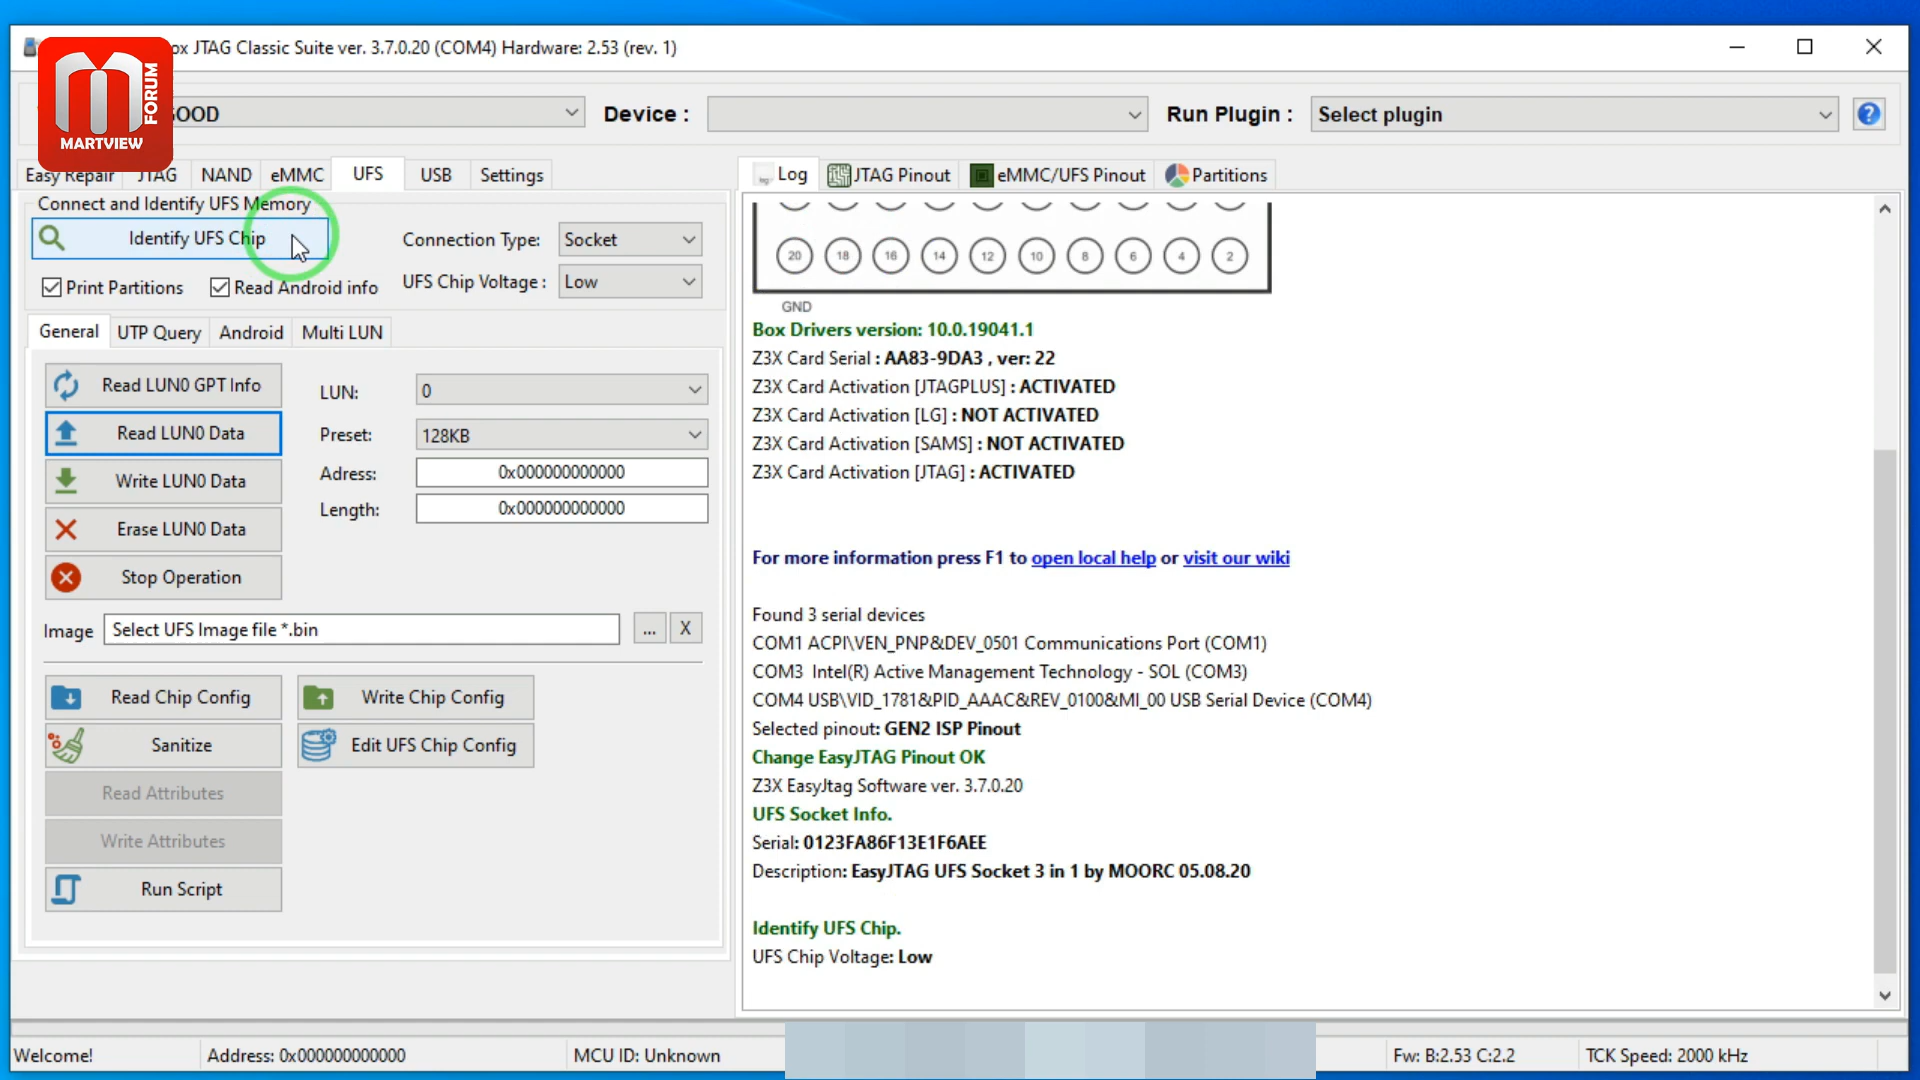 ox JTAG Classic Suite ver. 3.7.0.20 (COM4) Hardware: 2.53 (rev. 1)
FORUM
MARTVIEW
OOD
Device :
Run Plugin :
Select plugin
Easy Repair
JTAG
NAND
eMMC
UFS
USB
Settings
Connect and Identify UFS Memory
Identify UFS Chip
Connection Type:
Socket
Print Partitions
Read Android info
UFS Chip Voltage :
Low
General
UTP Query
Android
Multi LUN
Read LUN0 GPT Info
LUN:
0
Read LUN0 Data
Preset:
128KB
Write LUN0 Data
Adress:
0x000000000000
Length:
0x000000000000
Erase LUN0 Data
Stop Operation
Image
Select UFS Image file *.bin
...
X
Read Chip Config
Write Chip Config
Sanitize
Edit UFS Chip Config
Read Attributes
Write Attributes
Run Script
Log
JTAG Pinout
eMMC/UFS Pinout
Partitions
20 18 16 14 12 10 8 6 4 2
GND
Box Drivers version: 10.0.19041.1
Z3X Card Serial : AA83-9DA3 , ver: 22
Z3X Card Activation [JTAGPLUS] : ACTIVATED
Z3X Card Activation [LG] : NOT ACTIVATED
Z3X Card Activation [SAMS] : NOT ACTIVATED
Z3X Card Activation [JTAG] : ACTIVATED
For more information press F1 to open local help or visit our wiki
Found 3 serial devices
COM1 ACPI\VEN_PNP&DEV_0501 Communications Port (COM1)
COM3 Intel(R) Active Management Technology - SOL (COM3)
COM4 USB\VID_1781&PID_AAAC&REV_0100&MI_00 USB Serial Device (COM4)
Selected pinout: GEN2 ISP Pinout
Change EasyJTAG Pinout OK
Z3X EasyJtag Software ver. 3.7.0.20
UFS Socket Info.
Serial: 0123FA86F13E1F6AEE
Description: EasyJTAG UFS Socket 3 in 1 by MOORC 05.08.20
Identify UFS Chip.
UFS Chip Voltage: Low
Welcome!
Address: 0x000000000000
MCU ID: Unknown
Fw: B:2.53 C:2.2
TCK Speed: 2000 kHz